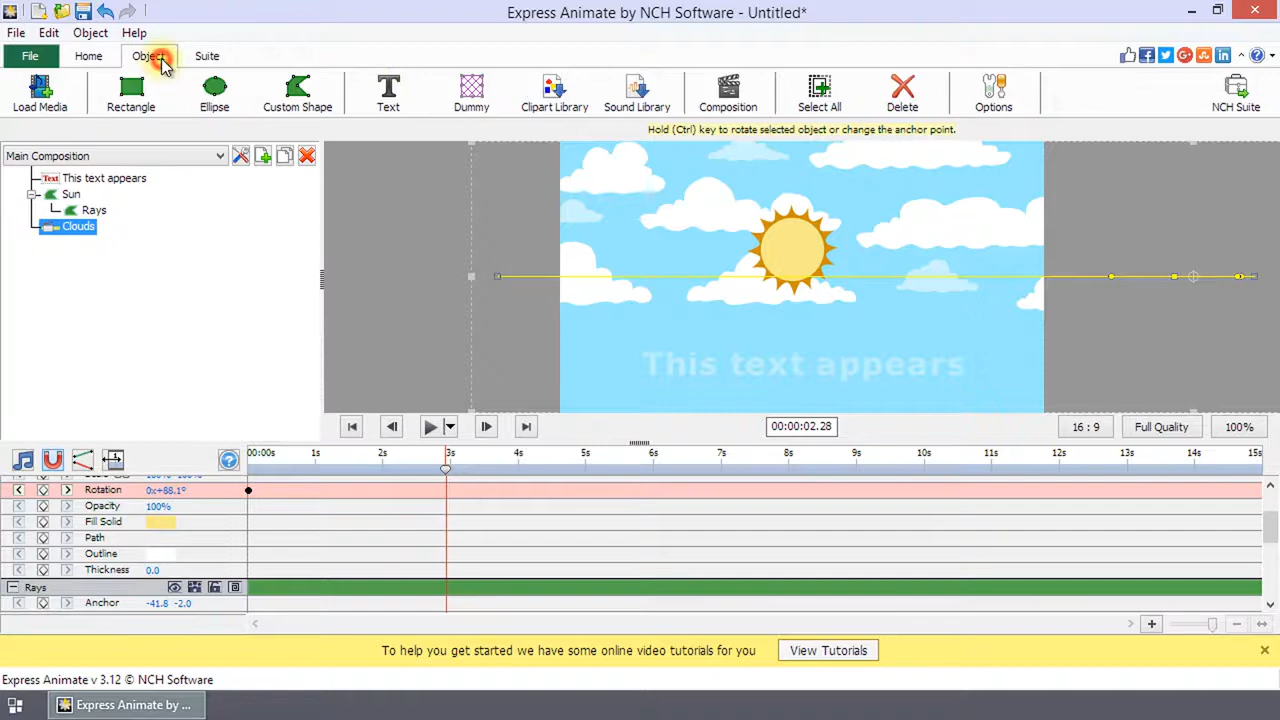 Express Animate by NCH Software - Untitled*
File Edit Object Help
File Home Object Suite
Load Media Rectangle Ellipse Custom Shape Text Dummy Clipart Library Sound Library Composition Select All Delete Options NCH Suite
Hold (Ctrl) key to rotate selected object or change the anchor point.
Main Composition
Text This text appears
Sun
Rays
Clouds
This text appears
00:00:02.28 16 : 9 Full Quality 100%
00:00s 1s 2s 3s 4s 5s 6s 7s 8s 9s 10s 11s 12s 13s 14s 15s
Rotation 0x+88.1°
Opacity 100%
Fill Solid
Path
Outline
Thickness 0.0
Rays
Anchor -41.8 -2.0
To help you get started we have some online video tutorials for you View Tutorials
Express Animate v 3.12 © NCH Software
Express Animate by ...